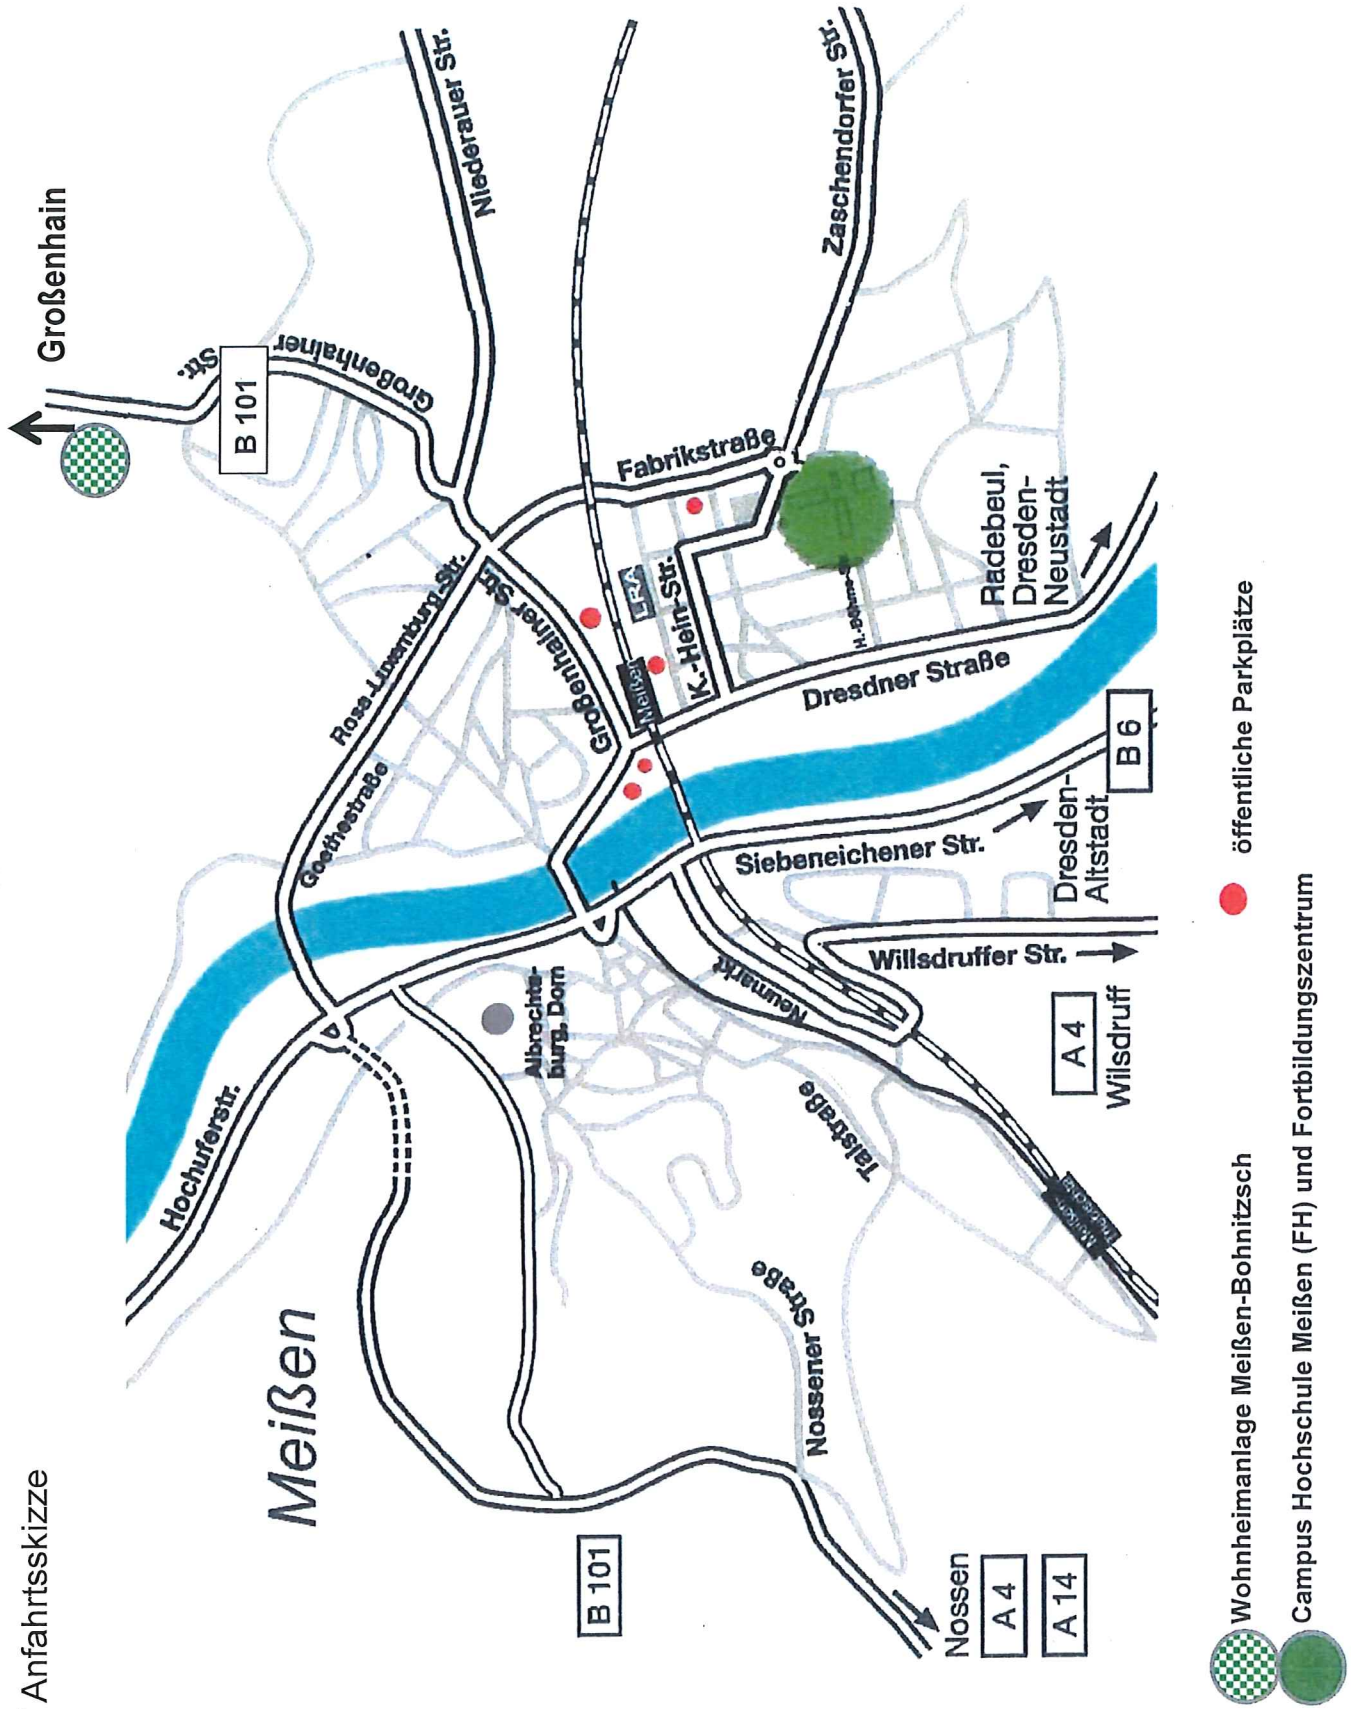 Anfahrtsskizze
Meißen
Großenhain
B 101
Großenhainer
Str.
Niederauer Str.
Zaschendorfer Str.
Fabrikstraße
Rosa-Luxemburg-Str.
Goethestraße
Großenhainer Str.
LRA
K.-Hein-Str.
Meißen
Dresdner Straße
Radebeul,
Dresden-
Neustadt
B 6
Siebeneichener Str.
Dresden-
Altstadt
Willsdruffer Str.
A 4
Wilsdruff
Neumarkt
Albrechts-
burg, Dom
Hochuferstr.
Talstraße
Nossener Straße
B 101
Nossen
A 4
A 14
öffentliche Parkplätze
Wohnheimanlage Meißen-Bohnitzsch
Campus Hochschule Meißen (FH) und Fortbildungszentrum